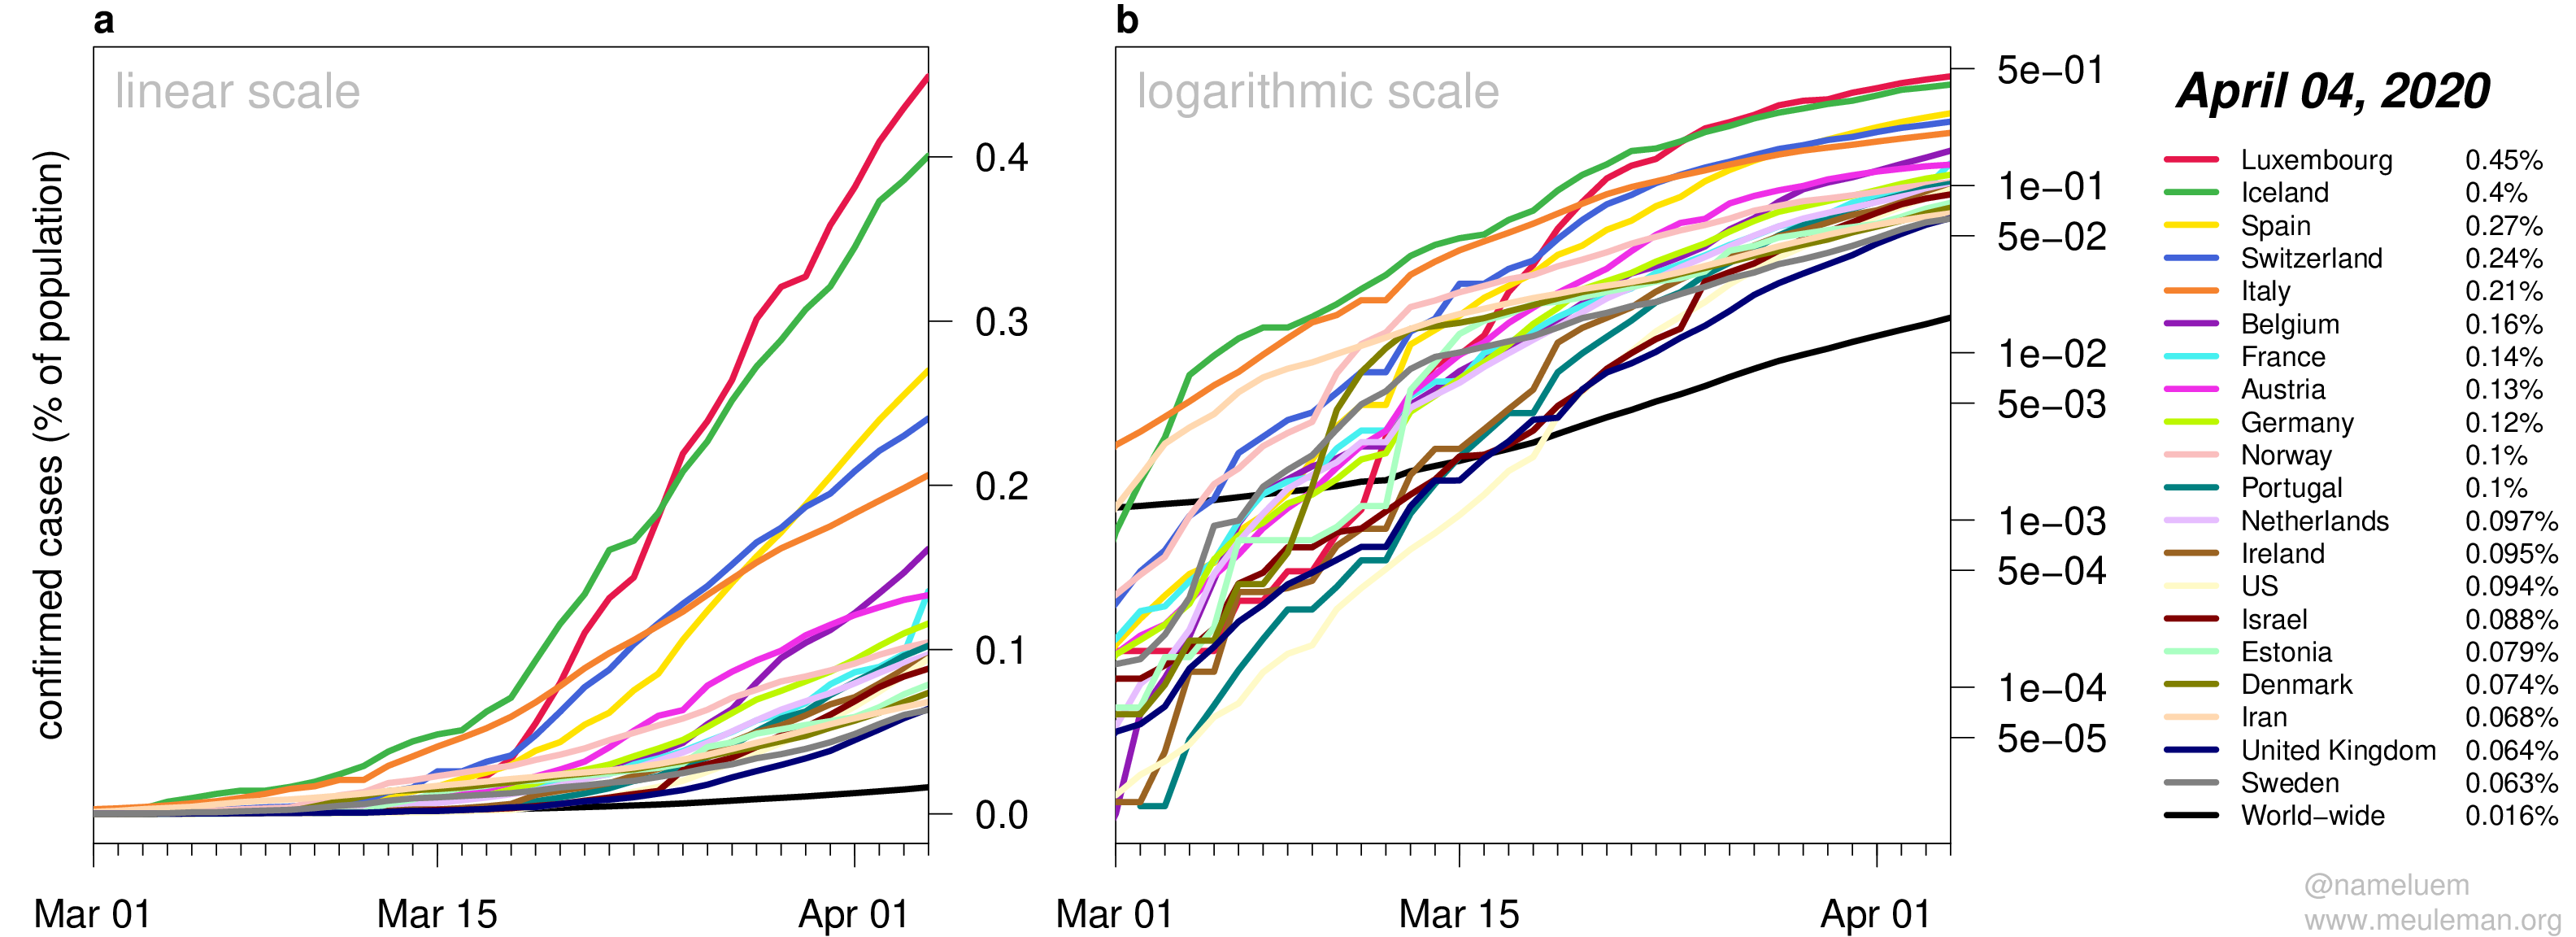 a
linear scale
confirmed cases (% of population)
0.4
0.3
0.2
0.1
0.0
Mar 01 Mar 15 Apr 01
b
logarithmic scale
5e−01
1e−01
5e−02
1e−02
5e−03
1e−03
5e−04
1e−04
5e−05
Mar 01 Mar 15 Apr 01
April 04, 2020
Luxembourg 0.45%
Iceland 0.4%
Spain 0.27%
Switzerland 0.24%
Italy 0.21%
Belgium 0.16%
France 0.14%
Austria 0.13%
Germany 0.12%
Norway 0.1%
Portugal 0.1%
Netherlands 0.097%
Ireland 0.095%
US 0.094%
Israel 0.088%
Estonia 0.079%
Denmark 0.074%
Iran 0.068%
United Kingdom 0.064%
Sweden 0.063%
World−wide 0.016%
@nameluem
www.meuleman.org